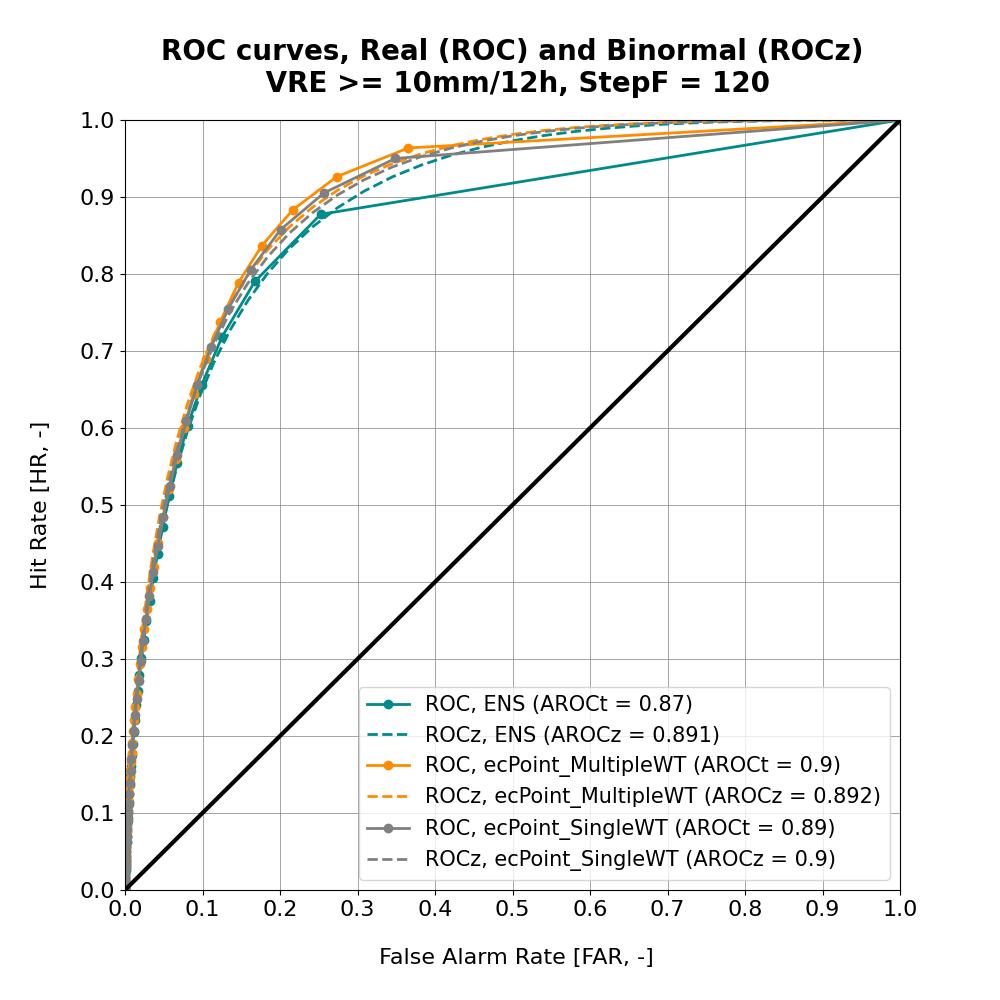 ROC curves, Real (ROC) and Binormal (ROCz)
VRE >= 10mm/12h, StepF = 120
1.0
0.9
0.8
0.7
0.6
0.5
0.4
0.3
0.2
0.1
0.0
Hit Rate [HR, -]
ROC, ENS (AROCt = 0.87)
ROCz, ENS (AROCz = 0.891)
ROC, ecPoint_MultipleWT (AROCt = 0.9)
ROCz, ecPoint_MultipleWT (AROCz = 0.892)
ROC, ecPoint_SingleWT (AROCt = 0.89)
ROCz, ecPoint_SingleWT (AROCz = 0.9)
0.0 0.1 0.2 0.3 0.4 0.5 0.6 0.7 0.8 0.9 1.0
False Alarm Rate [FAR, -]